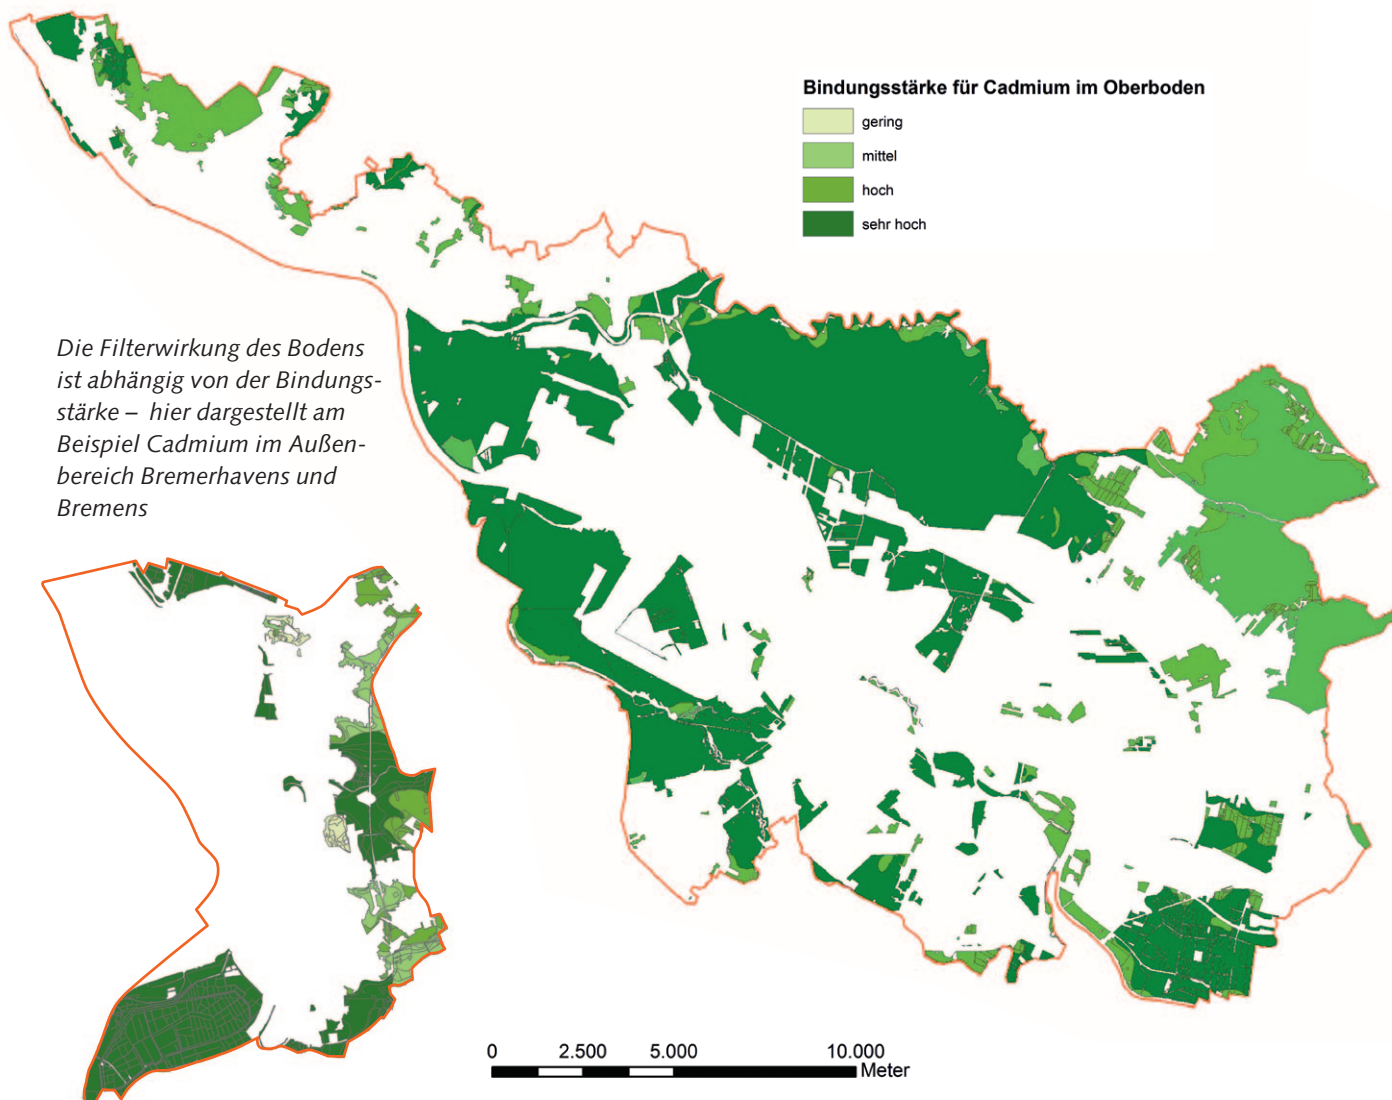 Bindungsstärke für Cadmium im Oberboden
gering
mittel
hoch
sehr hoch
Die Filterwirkung des Bodens
ist abhängig von der Bindungs-
stärke – hier dargestellt am
Beispiel Cadmium im Außen-
bereich Bremerhavens und
Bremens
0 2.500 5.000 10.000
Meter